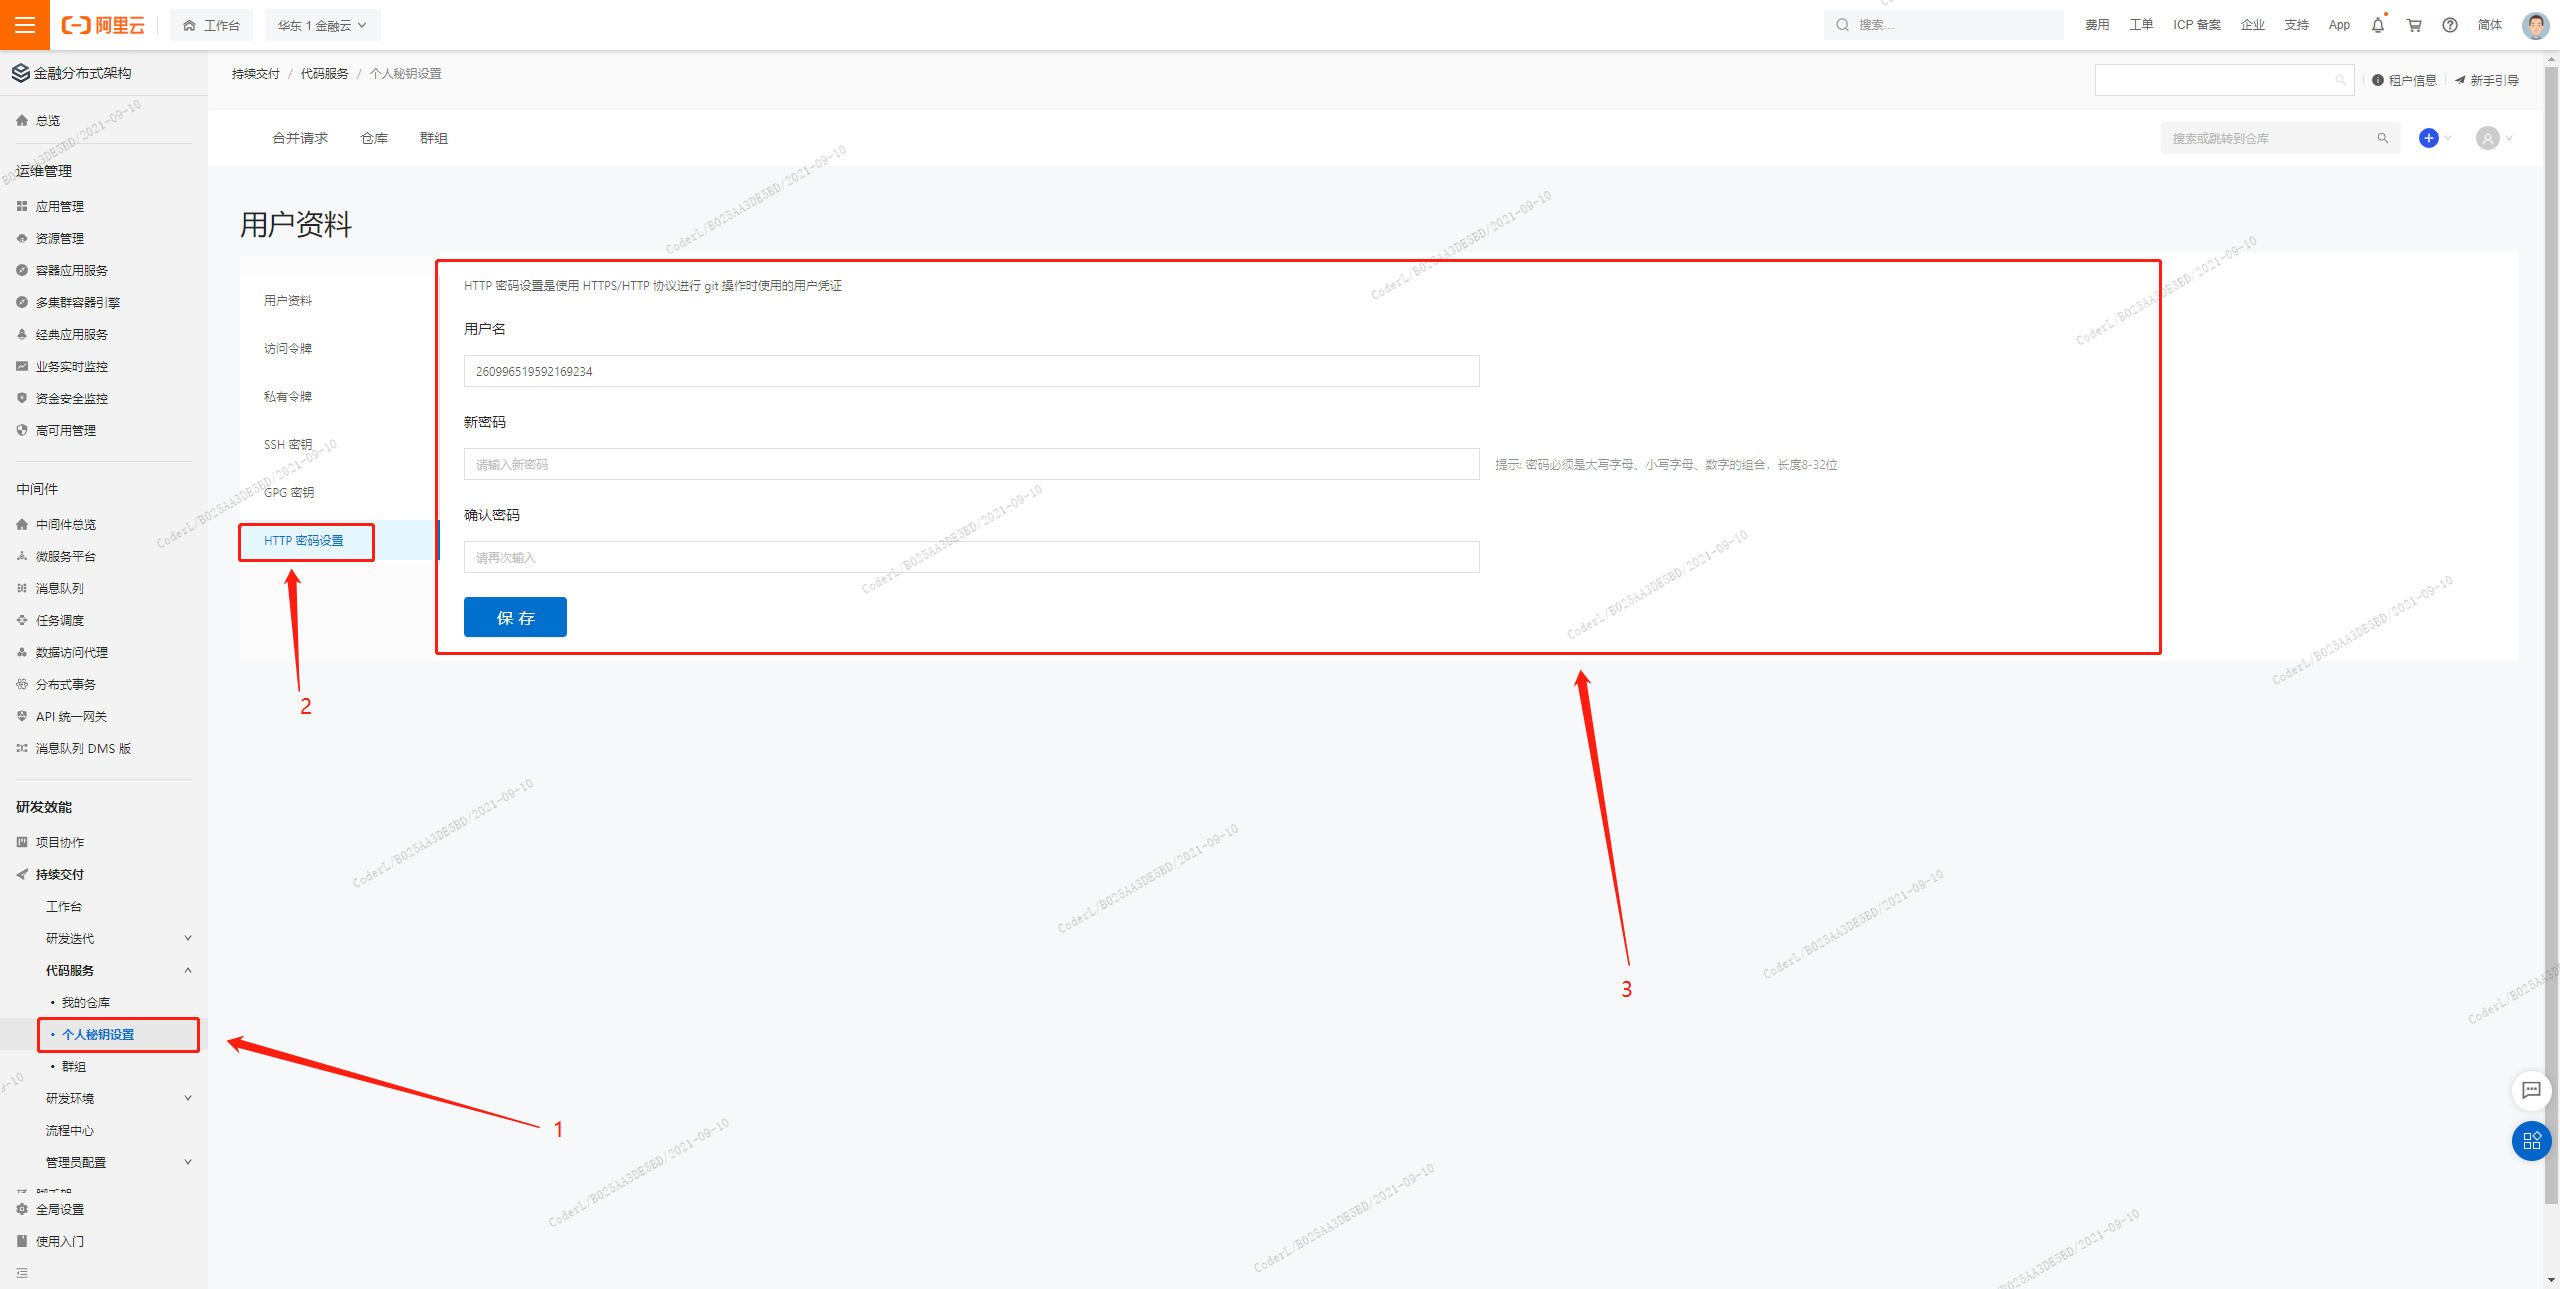 阿里云
工作台
华东 1 金融云
搜索...
费用
工单
ICP 备案
企业
支持
App
简体
金融分布式架构
总览
运维管理
应用管理
资源管理
容器应用服务
多集群容器引擎
经典应用服务
业务实时监控
资金安全监控
高可用管理
中间件
中间件总览
微服务平台
消息队列
任务调度
数据访问代理
分布式事务
API 统一网关
消息队列 DMS 版
研发效能
项目协作
持续交付
工作台
研发迭代
代码服务
• 我的仓库
• 个人秘钥设置
• 群组
研发环境
流程中心
管理员配置
全局设置
使用入门
持续交付 / 代码服务 / 个人秘钥设置
租户信息
新手引导
合并请求
仓库
群组
搜索或跳转到仓库
用户资料
用户资料
访问令牌
私有令牌
SSH 密钥
GPG 密钥
HTTP 密码设置
HTTP 密码设置是使用 HTTPS/HTTP 协议进行 git 操作时使用的用户凭证
用户名
260996519592169234
新密码
请输入新密码
提示: 密码必须是大写字母、小写字母、数字的组合，长度8-32位
确认密码
请再次输入
保 存
1
2
3
CoderL/B025AA3DE5BD/2021-09-10